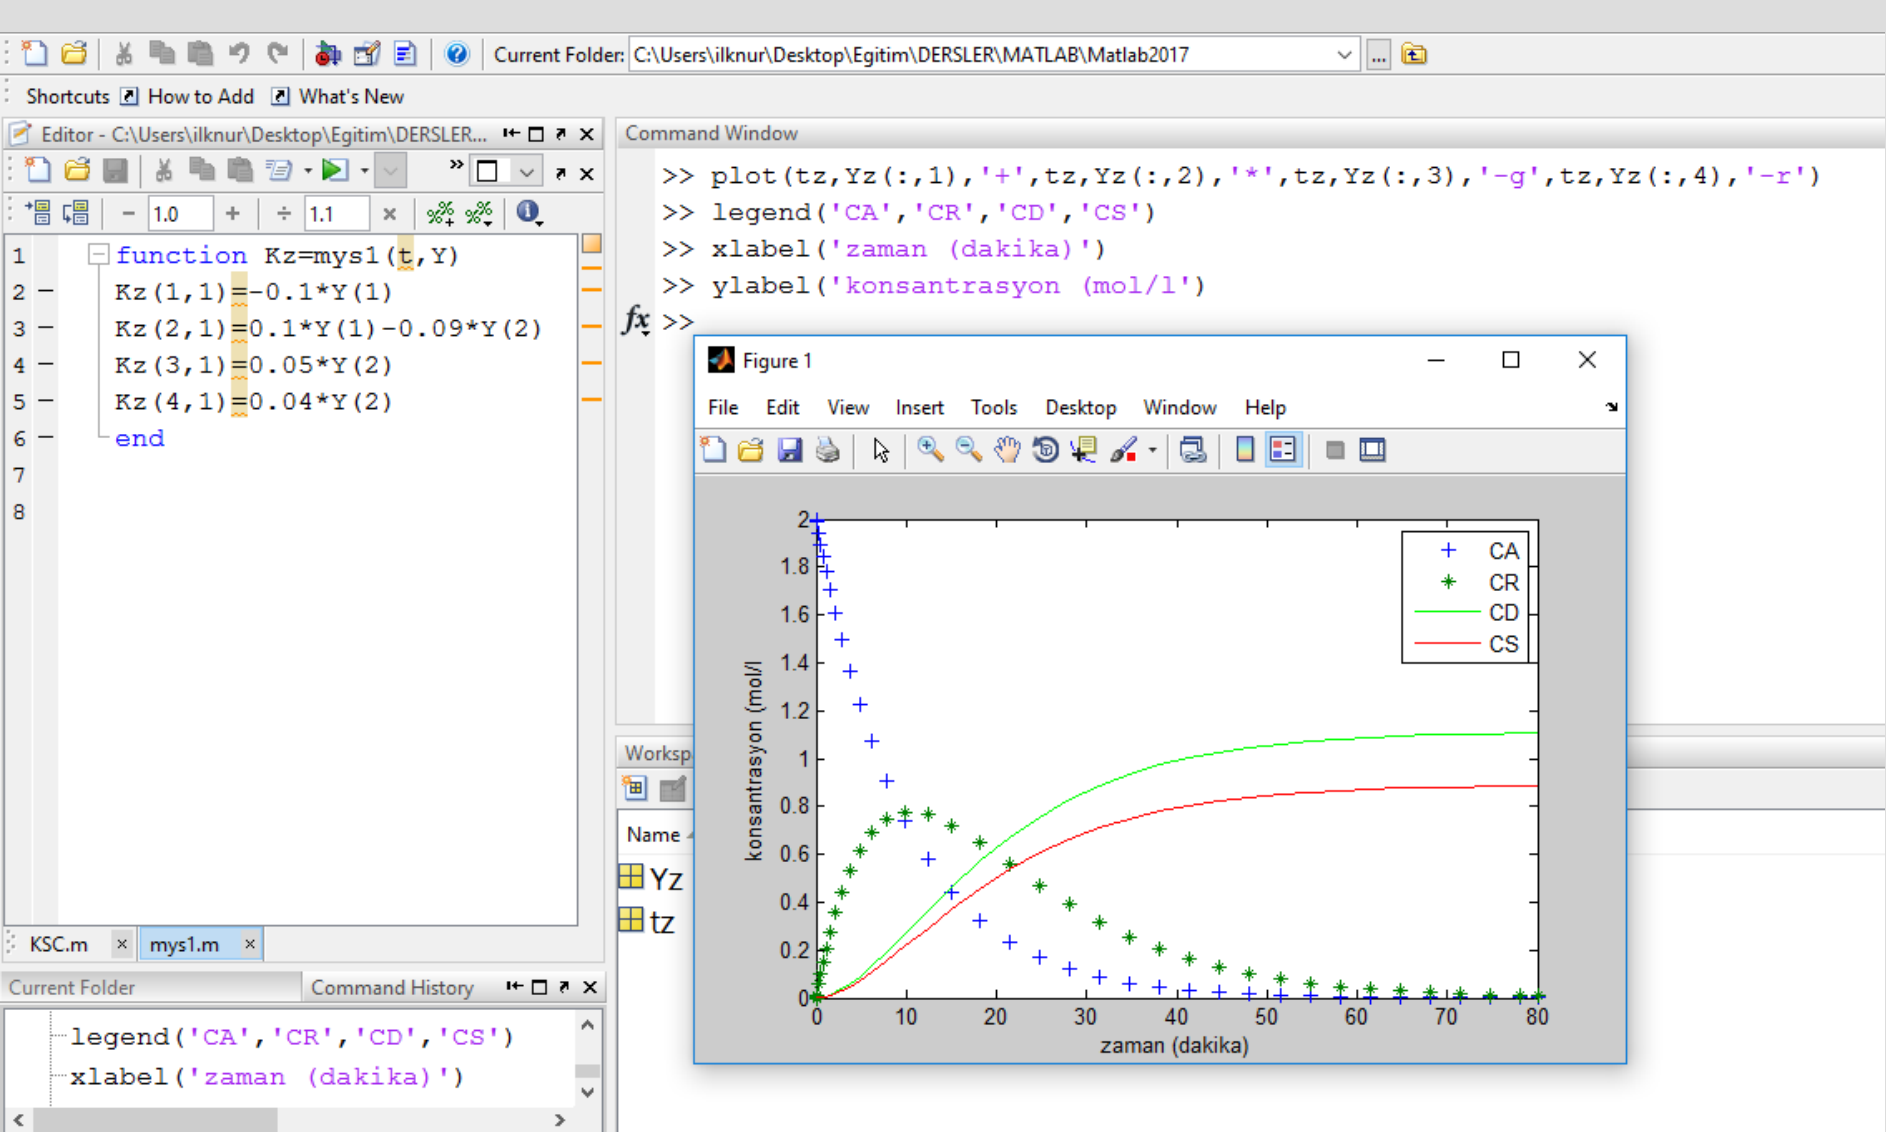 Current Folder: C:\Users\ilknur\Desktop\Egitim\DERSLER\MATLAB\Matlab2017 ...
Shortcuts How to Add What's New
Editor - C:\Users\ilknur\Desktop\Egitim\DERSLER...
- 1.0 + ÷ 1.1 ×
1 function Kz=mys1(t,Y)
2 - Kz(1,1)=-0.1*Y(1)
3 - Kz(2,1)=0.1*Y(1)-0.09*Y(2)
4 - Kz(3,1)=0.05*Y(2)
5 - Kz(4,1)=0.04*Y(2)
6 - end
7
8
KSC.m × mys1.m ×
Current Folder Command History
legend('CA','CR','CD','CS')
xlabel('zaman (dakika)')
Command Window
>> plot(tz,Yz(:,1),'+',tz,Yz(:,2),'*',tz,Yz(:,3),'-g',tz,Yz(:,4),'-r')
>> legend('CA','CR','CD','CS')
>> xlabel('zaman (dakika)')
>> ylabel('konsantrasyon (mol/l')
fx >>
Worksp
Name
Yz
tz
Figure 1
File Edit View Insert Tools Desktop Window Help
2
1.8
1.6
1.4
1.2
1
0.8
0.6
0.4
0.2
0
konsantrasyon (mol/l
CA
CR
CD
CS
0 10 20 30 40 50 60 70 80
zaman (dakika)